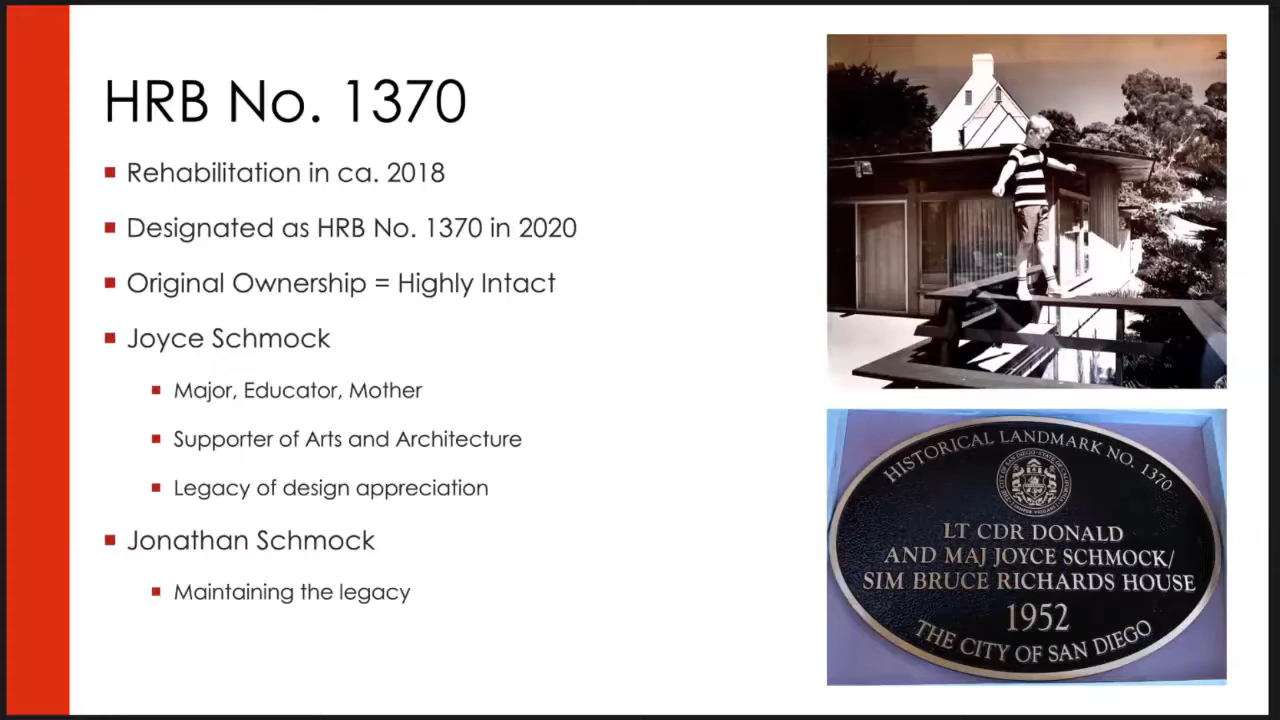 HRB No. 1370
Rehabilitation in ca. 2018
Designated as HRB No. 1370 in 2020
Original Ownership = Highly Intact
Joyce Schmock
Major, Educator, Mother
Supporter of Arts and Architecture
Legacy of design appreciation
Jonathan Schmock
Maintaining the legacy
HISTORICAL LANDMARK NO. 1370
LT CDR DONALD
AND MAJ JOYCE SCHMOCK/
SIM BRUCE RICHARDS HOUSE
1952
THE CITY OF SAN DIEGO